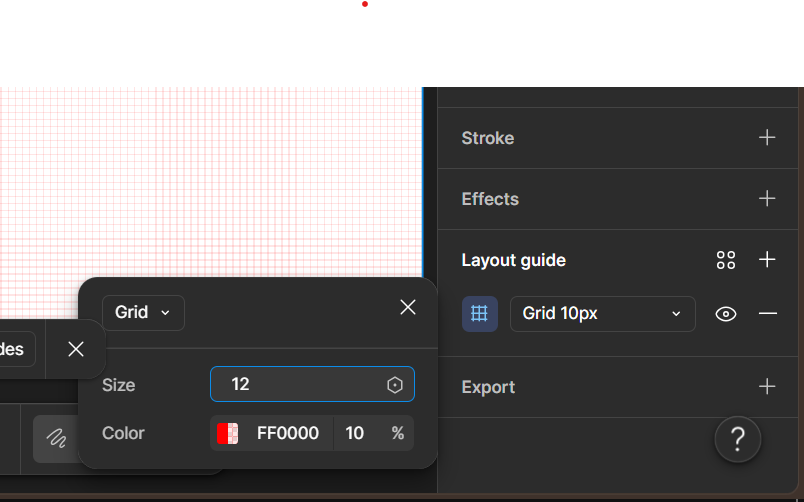 Stroke
Effects
Layout guide
Grid 10px
Export
Grid
des
Size 12
Color FF0000 10 %
?